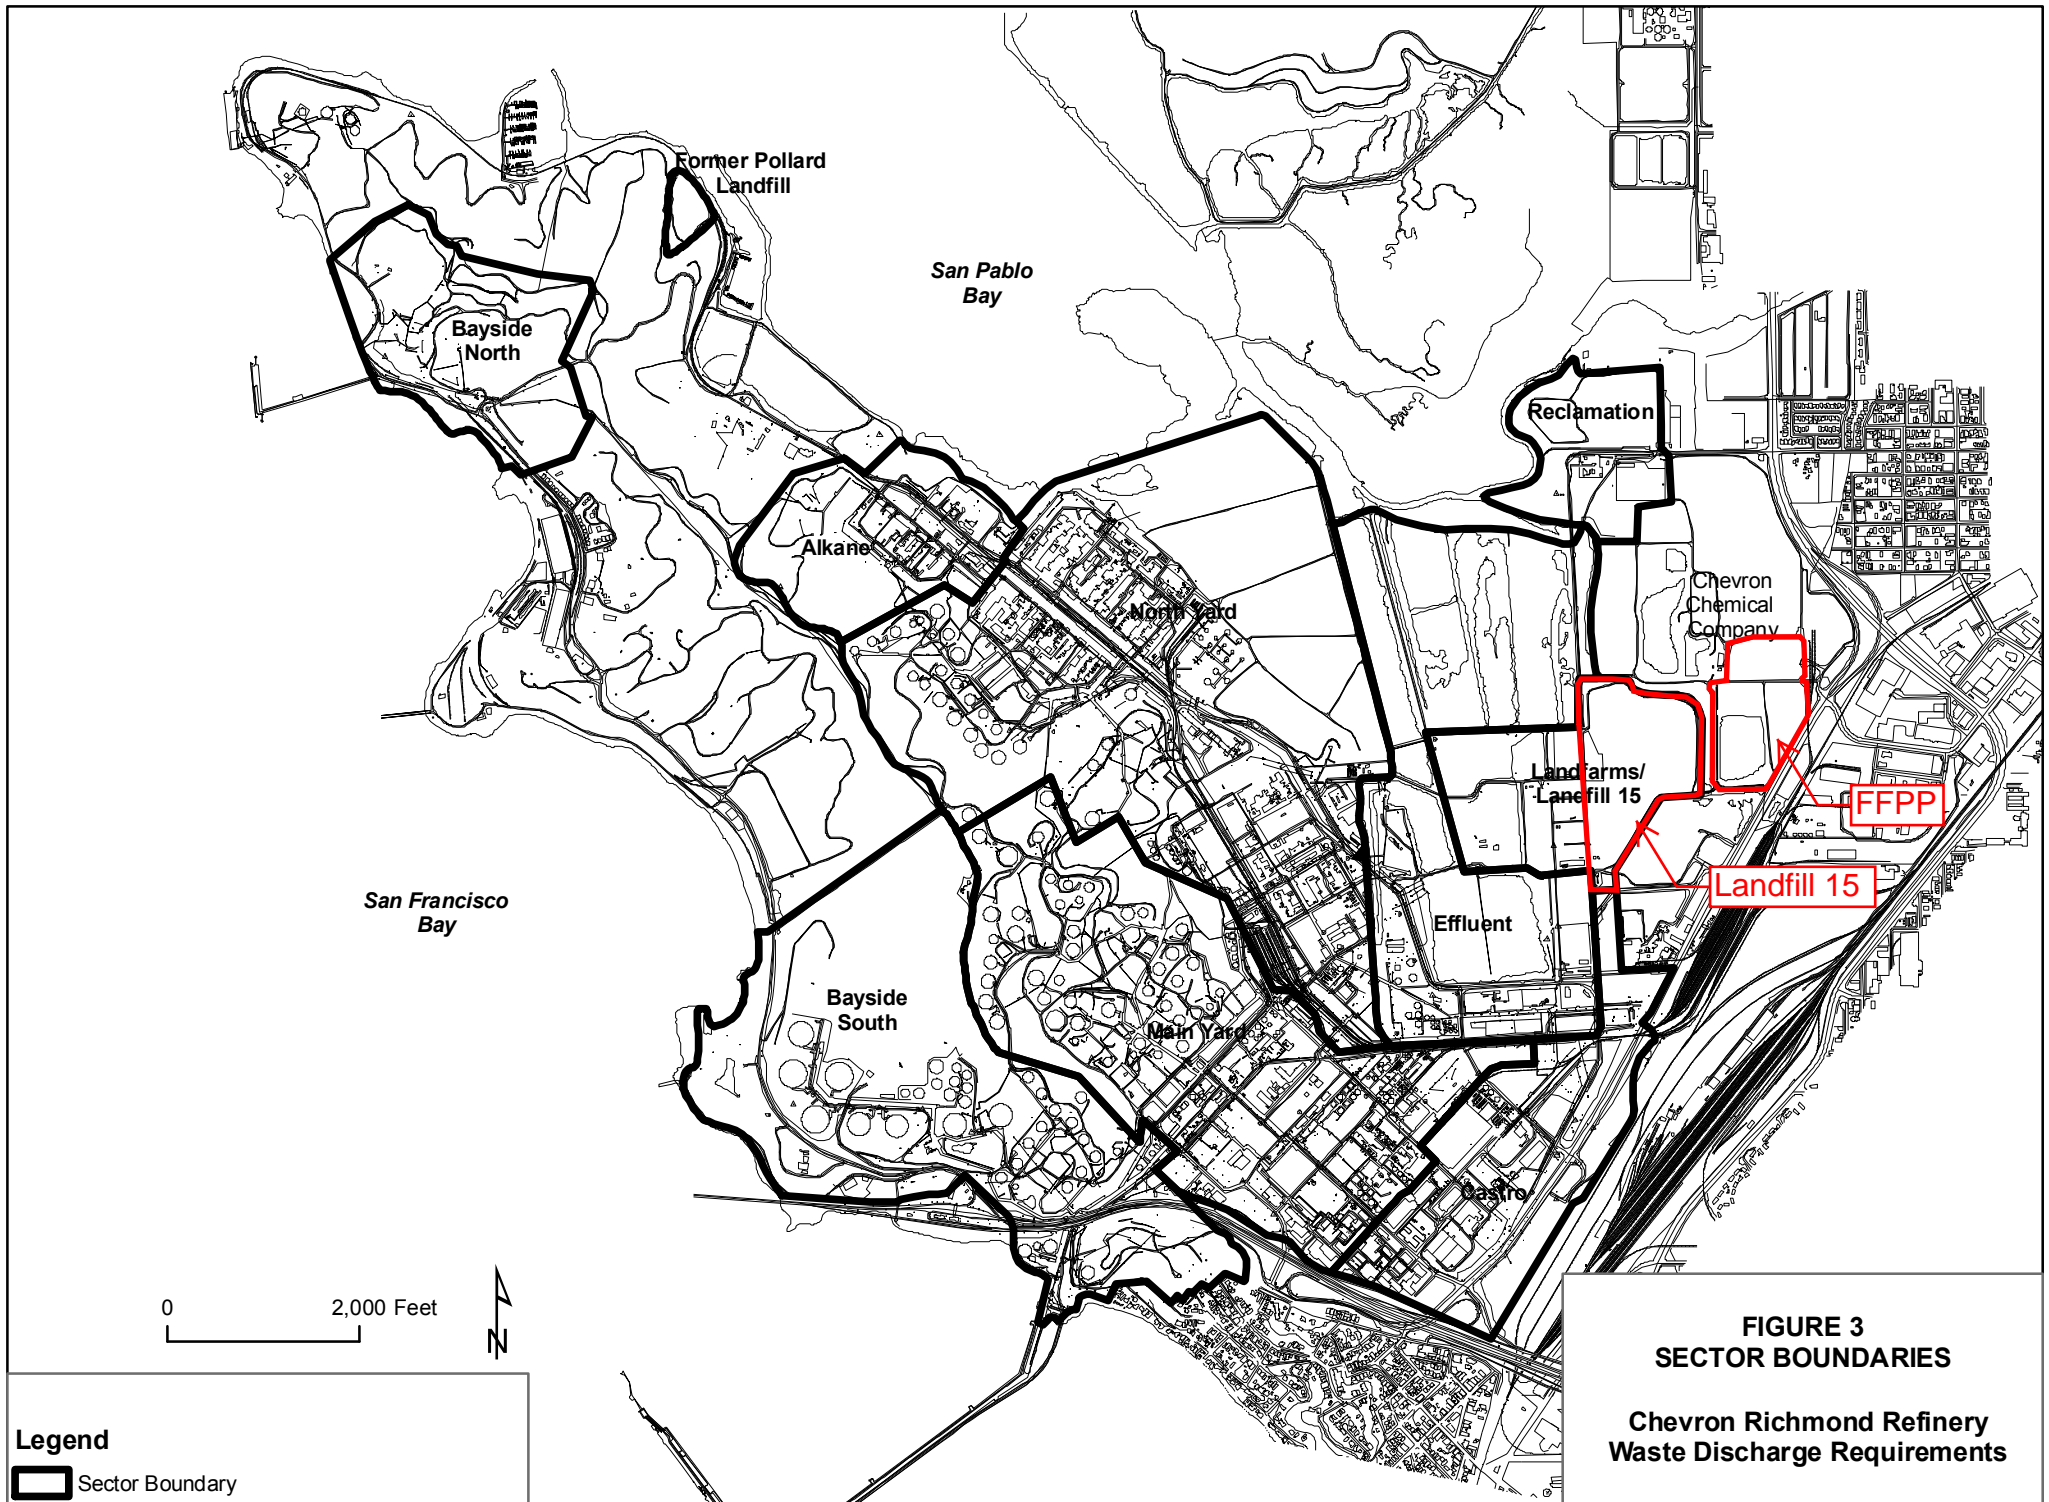 Former Pollard
Landfill
San Pablo
Bay
Bayside
North
Reclamation
Alkane
Chevron
Chemical
Company
North Yard
Landfarms/
Landfill 15
FFPP
Landfill 15
San Francisco
Bay
Effluent
Bayside
South
Main Yard
Castro
0
2,000 Feet
N
FIGURE 3
SECTOR BOUNDARIES
Chevron Richmond Refinery
Waste Discharge Requirements
Legend
Sector Boundary